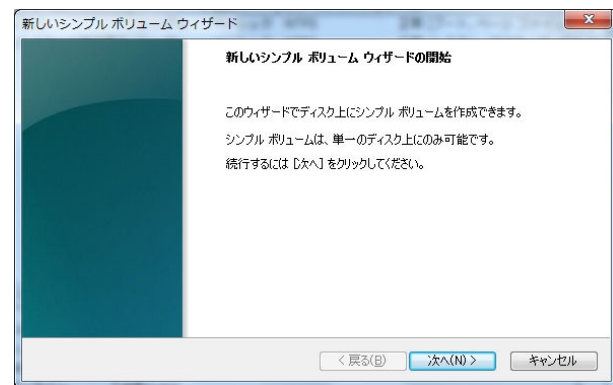 新しいシンプル ボリューム ウィザード
新しいシンプル ボリューム ウィザードの開始
このウィザードでディスク上にシンプル ボリュームを作成できます。
シンプル ボリュームは、単一のディスク上にのみ可能です。
続行するには [次へ] をクリックしてください。
< 戻る(B)
次へ(N) >
キャンセル